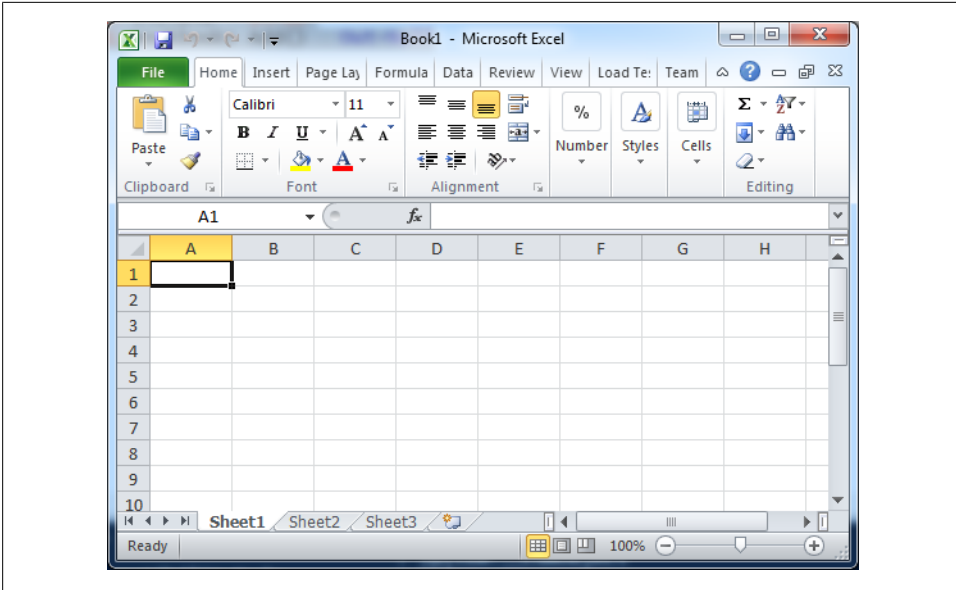 Book1 - Microsoft Excel
File Home Insert Page Lay Formula Data Review View Load Te: Team
Calibri 11 % A Σ
Paste B I U A A Number Styles Cells
Clipboard Font Alignment Editing
A1 fx
A B C D E F G H
1
2
3
4
5
6
7
8
9
10
Sheet1 Sheet2 Sheet3
Ready 100%